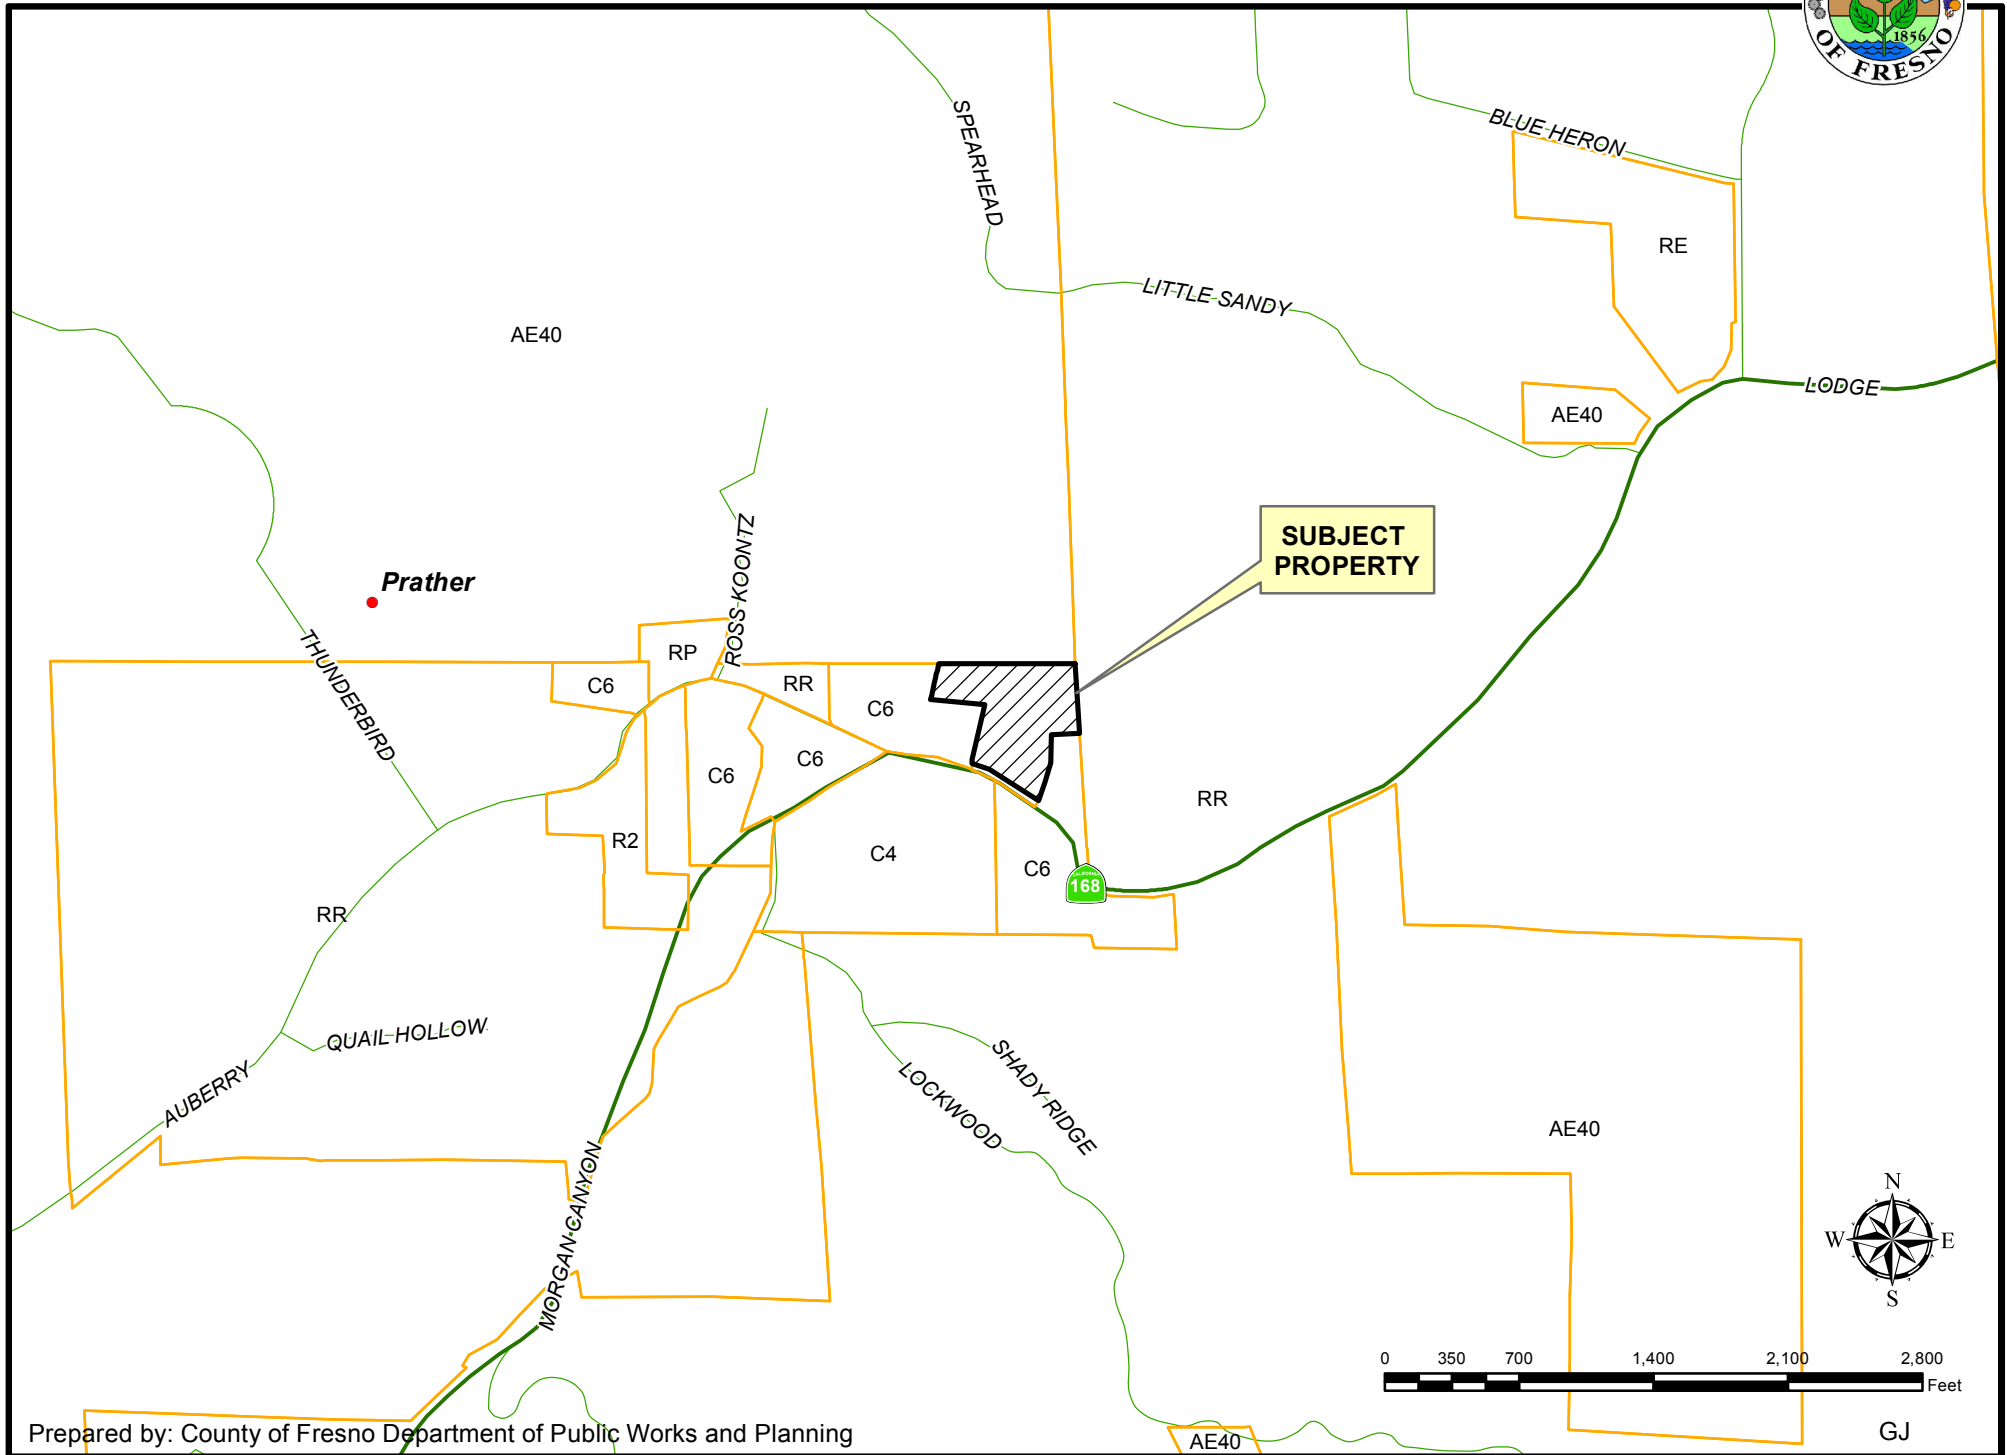 1856
OF FRESNO
SPEARHEAD
BLUE HERON
RE
LITTLE SANDY
AE40
LODGE
AE40
SUBJECT
PROPERTY
ROSS KOONTZ
Prather
THUNDERBIRD
RP
C6
RR
C6
C6
C6
RR
R2
C4
C6
CALIFORNIA
168
RR
QUAIL HOLLOW
AUBERRY
SHADY RIDGE
LOCKWOOD
AE40
MORGAN CANYON
N
W
E
S
0 350 700 1,400 2,100 2,800
Feet
Prepared by: County of Fresno Department of Public Works and Planning
AE40
GJ